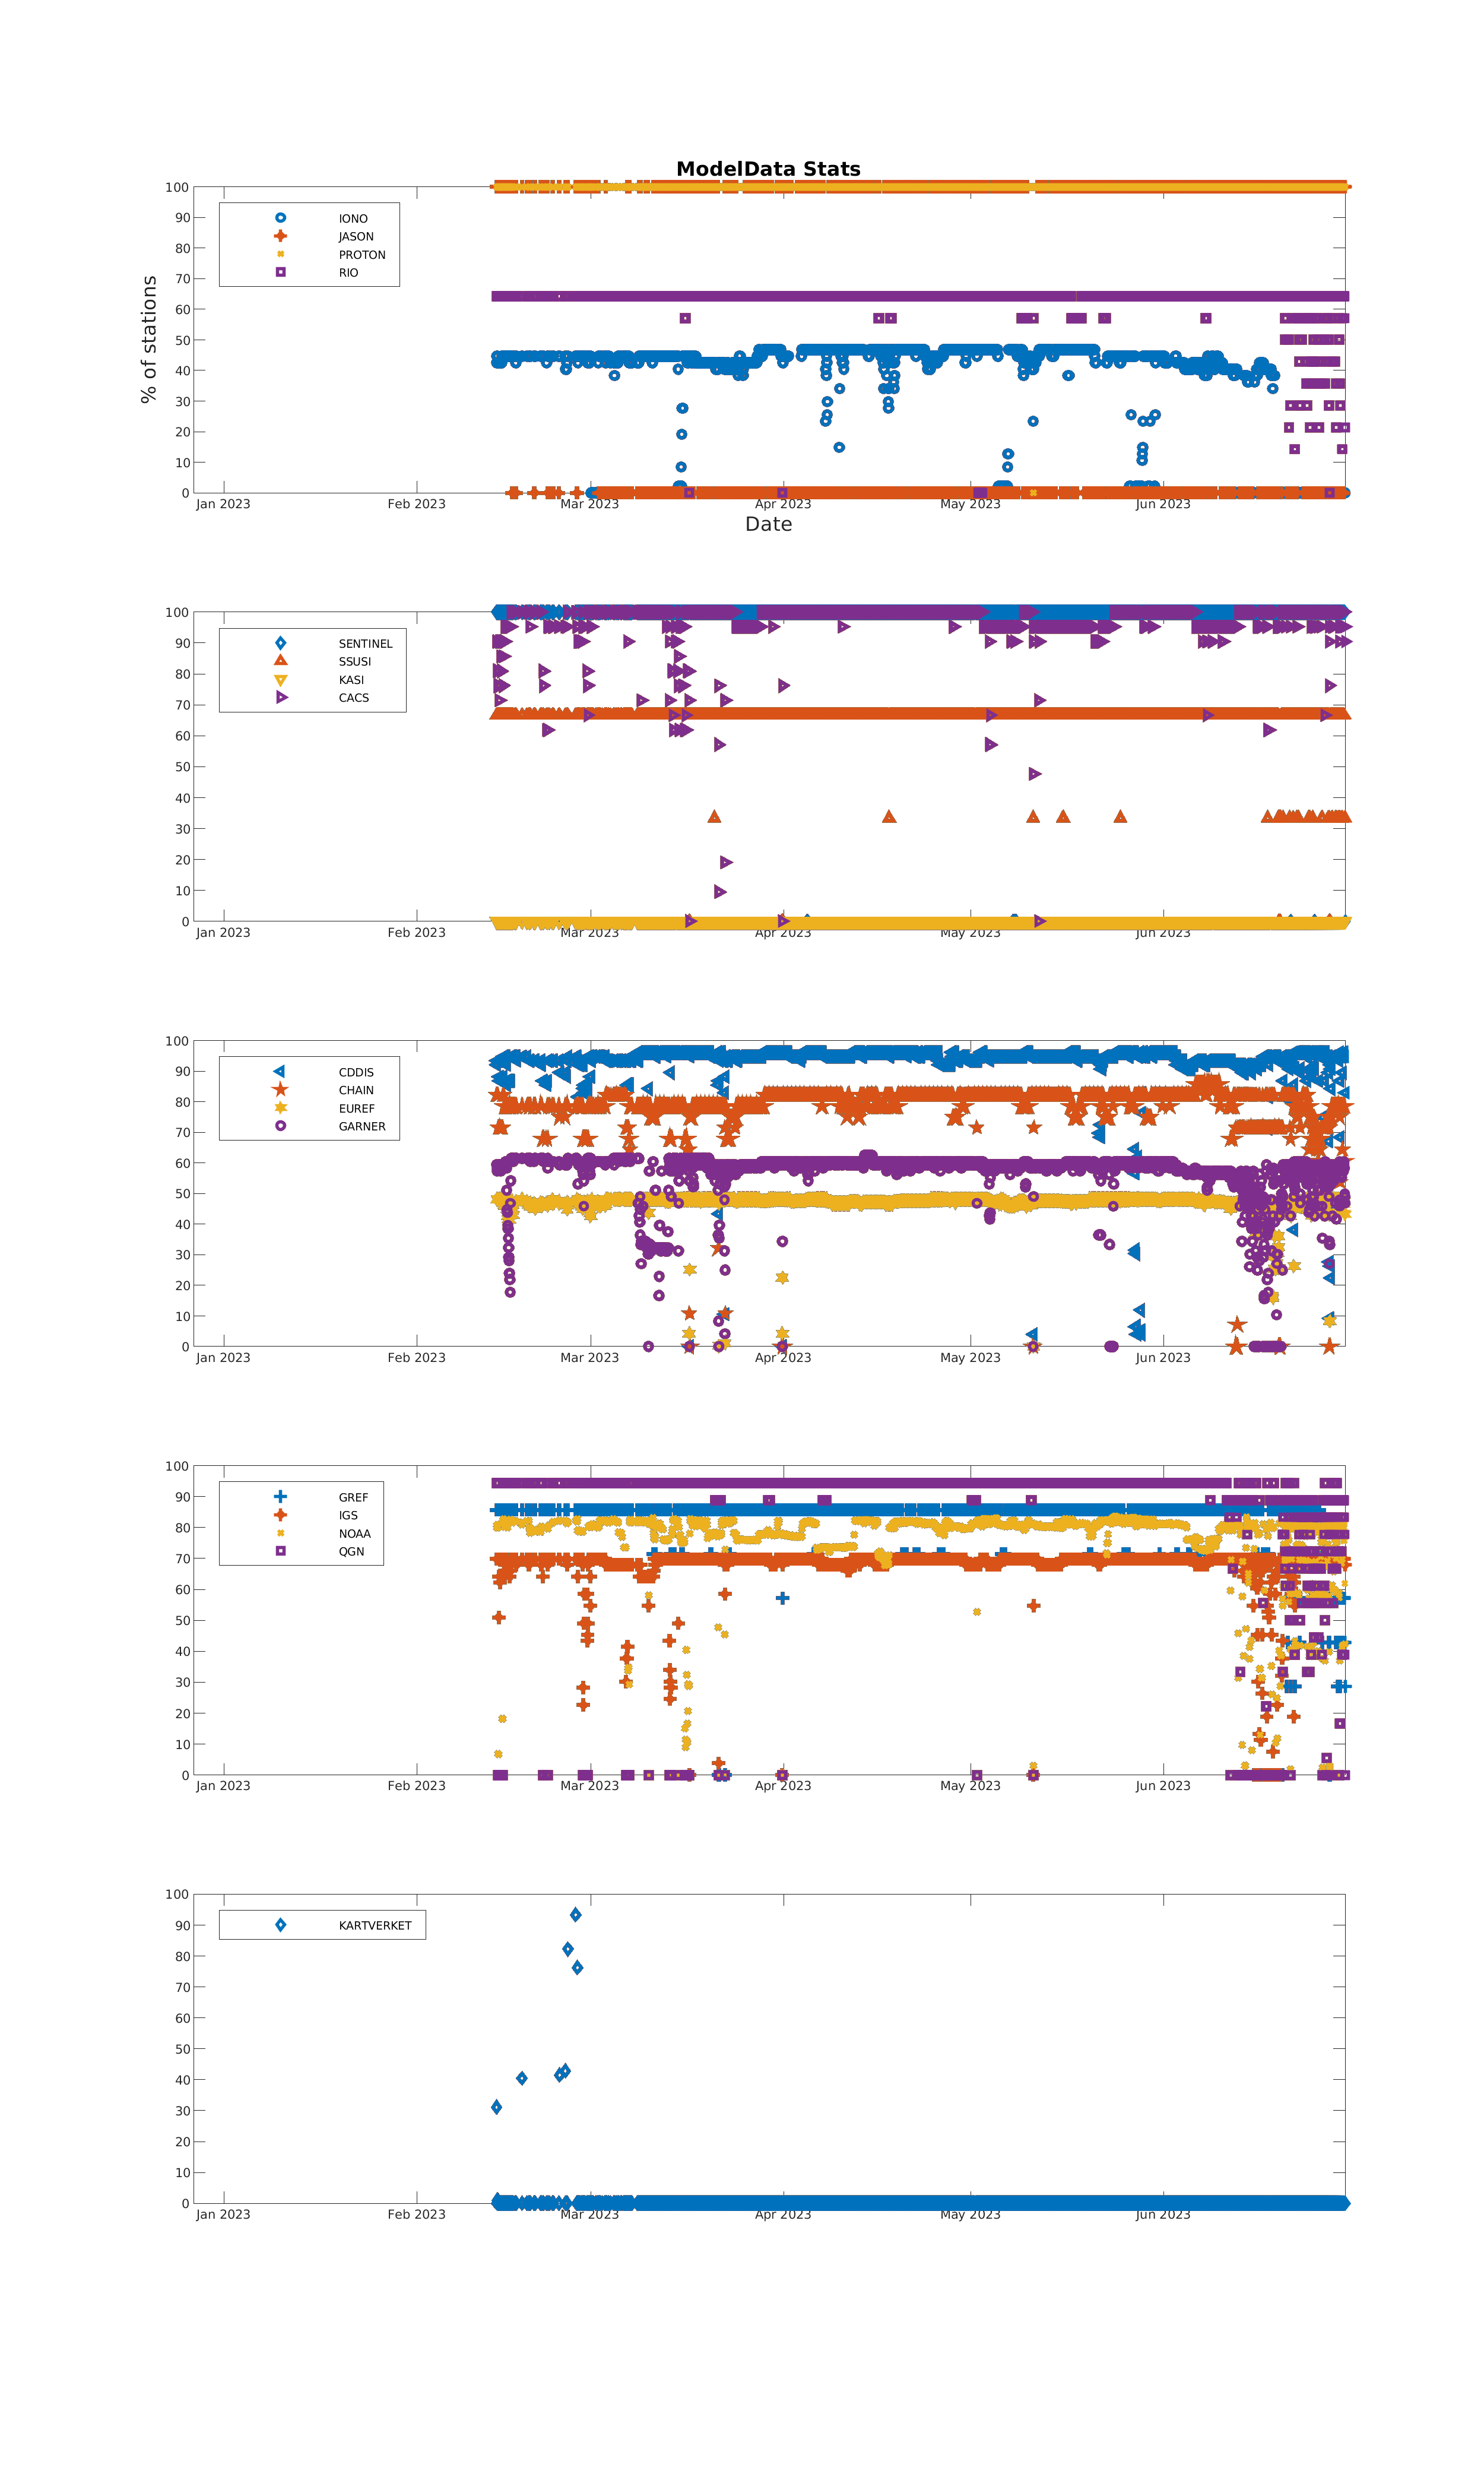 ModelData Stats
100
90
80
70
60
50
40
30
20
10
0
% of stations
IONO
JASON
PROTON
RIO
Jan 2023
Feb 2023
Mar 2023
Apr 2023
May 2023
Jun 2023
Date
100
90
80
70
60
50
40
30
20
10
0
SENTINEL
SSUSI
KASI
CACS
Jan 2023
Feb 2023
Mar 2023
Apr 2023
May 2023
Jun 2023
100
90
80
70
60
50
40
30
20
10
0
CDDIS
CHAIN
EUREF
GARNER
Jan 2023
Feb 2023
Mar 2023
Apr 2023
May 2023
Jun 2023
100
90
80
70
60
50
40
30
20
10
0
GREF
IGS
NOAA
QGN
Jan 2023
Feb 2023
Mar 2023
Apr 2023
May 2023
Jun 2023
100
90
80
70
60
50
40
30
20
10
0
KARTVERKET
Jan 2023
Feb 2023
Mar 2023
Apr 2023
May 2023
Jun 2023